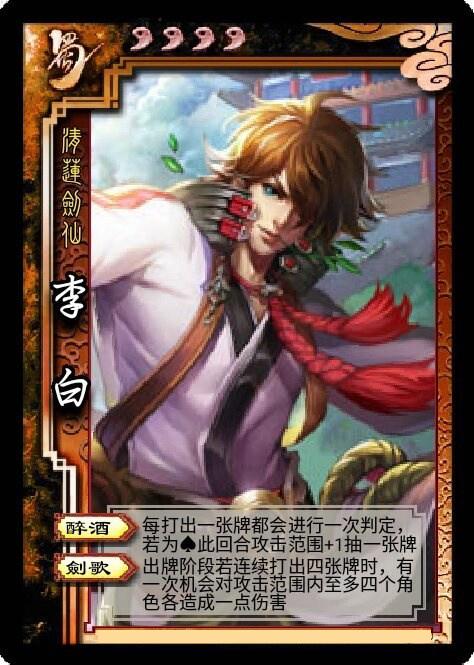 蜀
清蓮劍仙
李白
醉酒
每打出一张牌都会进行一次判定，
若为♠此回合攻击范围+1抽一张牌
劍歌
出牌阶段若连续打出四张牌时，有
一次机会对攻击范围内至多四个角
色各造成一点伤害